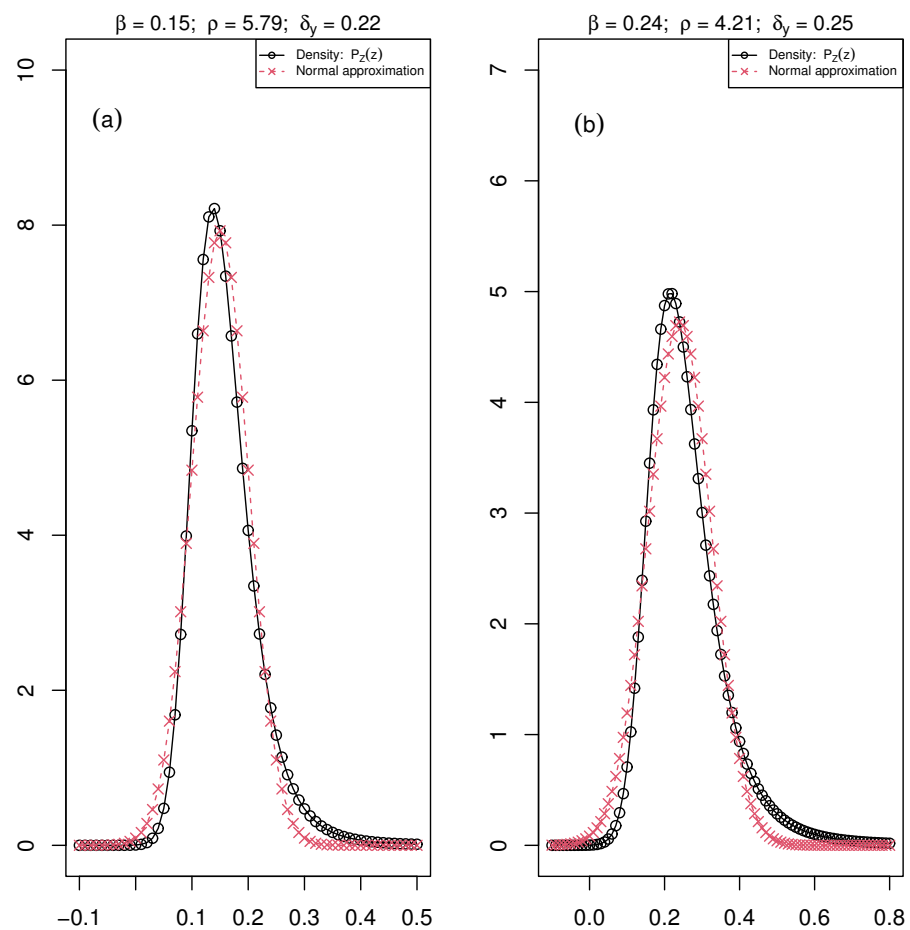 β = 0.15; ρ = 5.79; δy = 0.22
Density: PZ(z)
Normal approximation
(a)
10
8
6
4
2
0
−0.1 0.1 0.2 0.3 0.4 0.5
β = 0.24; ρ = 4.21; δy = 0.25
Density: PZ(z)
Normal approximation
(b)
7
6
5
4
3
2
1
0
0.0 0.2 0.4 0.6 0.8